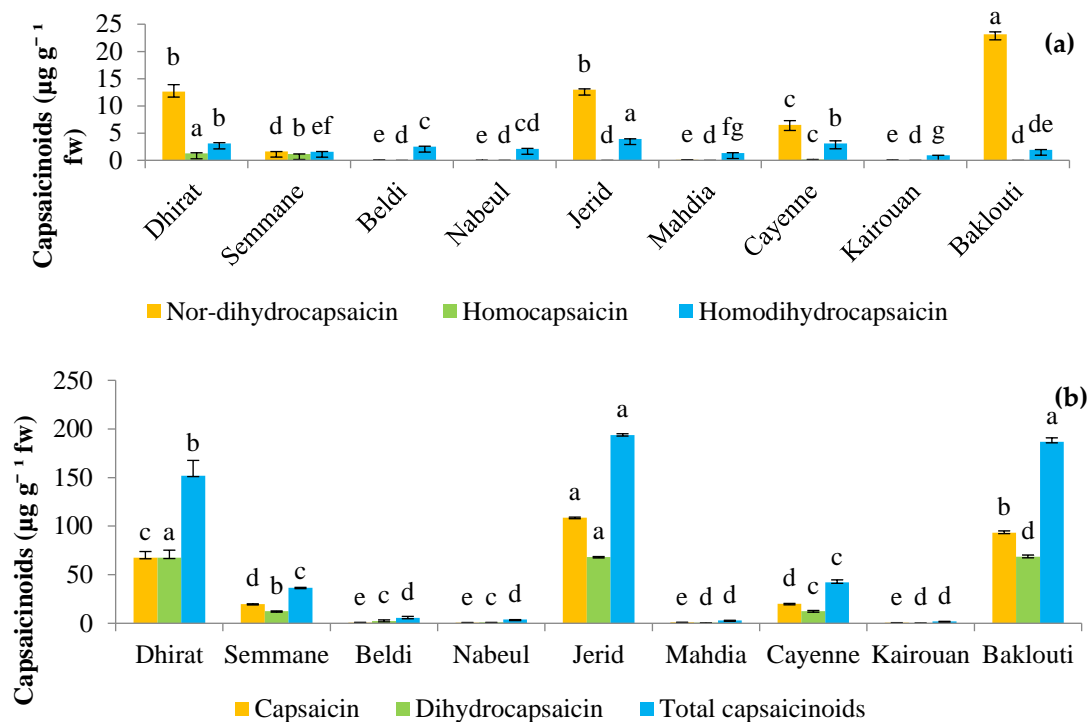 (a)
Capsaicinoids (µg g⁻¹
fw)
25
20
15
10
5
0
b a b
d b ef
e d c
e d cd
b d a
e d fg
c c b
e d g
a d de
Dhirat Semmane Beldi Nabeul Jerid Mahdia Cayenne Kairouan Baklouti
Nor-dihydrocapsaicin Homocapsaicin Homodihydrocapsaicin
(b)
Capsaicinoids (µg g⁻¹ fw)
250
200
150
100
50
0
c a b
d b c
e c d
e c d
a a a
e d d
d c c
e d d
b d a
Dhirat Semmane Beldi Nabeul Jerid Mahdia Cayenne Kairouan Baklouti
Capsaicin Dihydrocapsaicin Total capsaicinoids